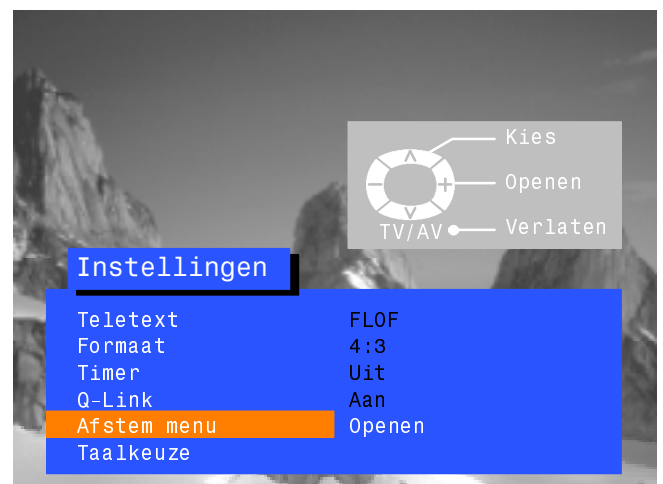 Kies
Openen
TV/AV Verlaten
Instellingen
Teletext FLOF
Formaat 4:3
Timer Uit
Q-Link Aan
Afstem menu Openen
Taalkeuze